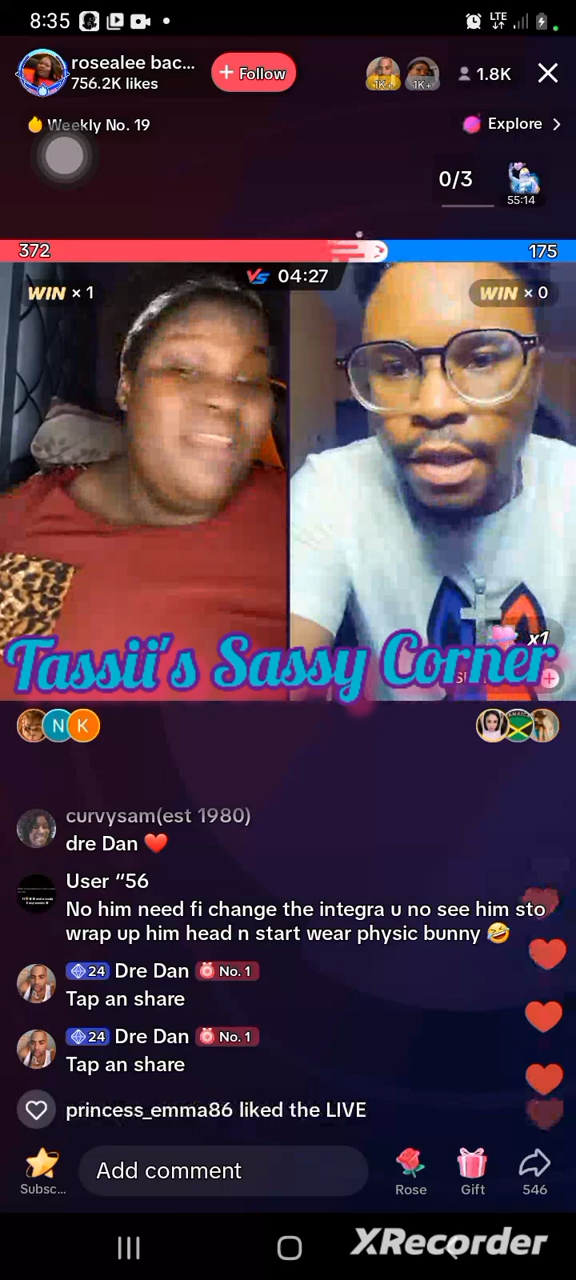 8:35
LTE
rosealee bac...
+ Follow
1K+
1K+
1.8K
756.2K likes
Weekly No. 19
Explore >
0/3
55:14
372
175
VS 04:27
WIN × 1
WIN × 0
x1
Tassii's Sassy Corner
N
K
curvysam(est 1980)
dre Dan ❤️
User “56
No him need fi change the integra u no see him sto
wrap up him head n start wear physic bunny 🤣
24 Dre Dan No. 1
Tap an share
24 Dre Dan No. 1
Tap an share
princess_emma86 liked the LIVE
Add comment
Subsc...
Rose
Gift
546
XRecorder